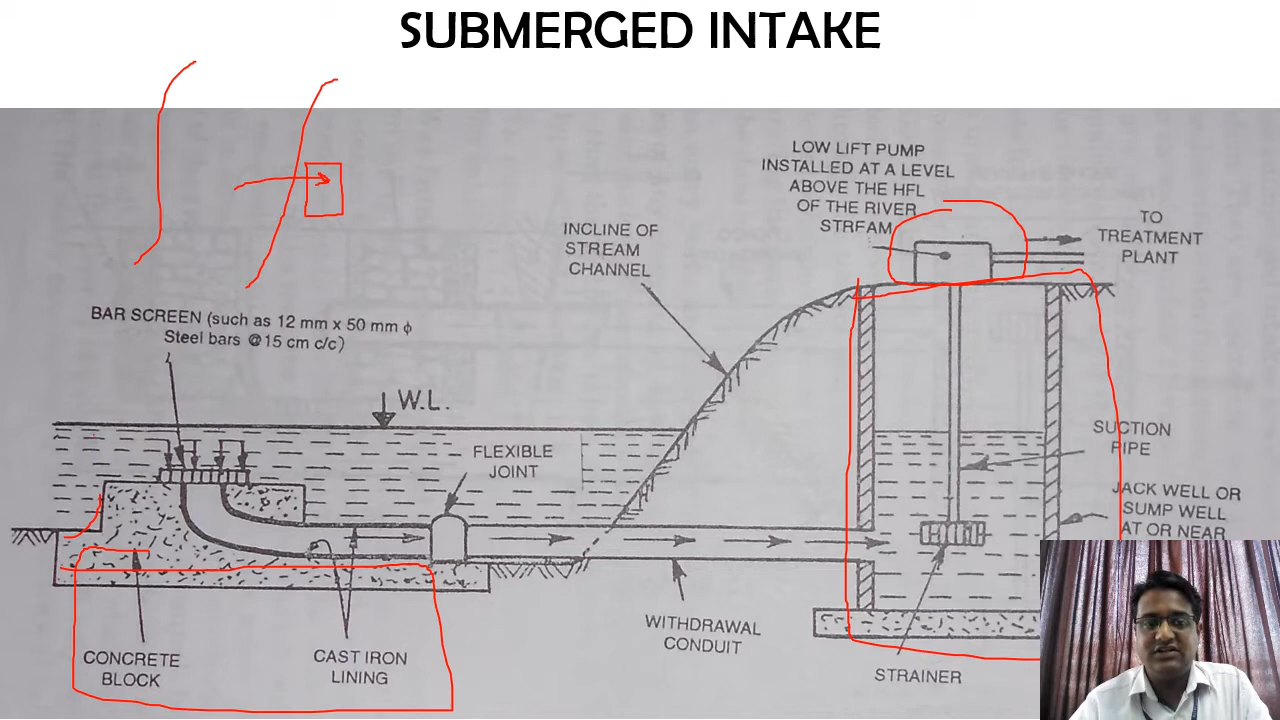 SUBMERGED INTAKE
LOW LIFT PUMP
INSTALLED AT A LEVEL
ABOVE THE HFL
OF THE RIVER
STREAM
TO
TREATMENT
PLANT
INCLINE OF
STREAM
CHANNEL
BAR SCREEN (such as 12 mm x 50 mm ϕ
Steel bars @15 cm c/c)
W.L.
FLEXIBLE
JOINT
SUCTION
PIPE
JACK WELL OR
SUMP WELL
AT OR NEAR
WITHDRAWAL
CONDUIT
CONCRETE
BLOCK
CAST IRON
LINING
STRAINER